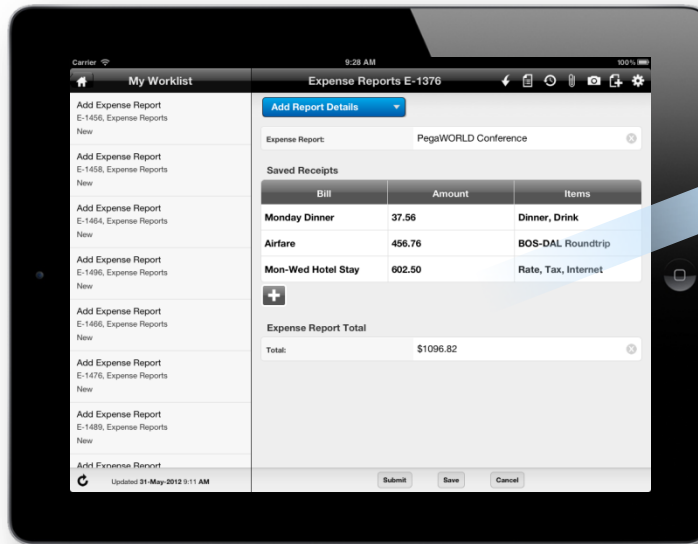 Carrier
9:28 AM
100%
My Worklist
Expense Reports E-1376
Add Expense Report
E-1456, Expense Reports
New
Add Expense Report
E-1458, Expense Reports
New
Add Expense Report
E-1464, Expense Reports
New
Add Expense Report
E-1496, Expense Reports
New
Add Expense Report
E-1466, Expense Reports
New
Add Expense Report
E-1476, Expense Reports
New
Add Expense Report
E-1489, Expense Reports
New
Add Expense Report
Updated 31-May-2012 9:11 AM
Add Report Details
Expense Report: PegaWORLD Conference
Saved Receipts
Bill Amount Items
Monday Dinner 37.56 Dinner, Drink
Airfare 456.76 BOS-DAL Roundtrip
Mon-Wed Hotel Stay 602.50 Rate, Tax, Internet
Expense Report Total
Total: $1096.82
Submit Save Cancel